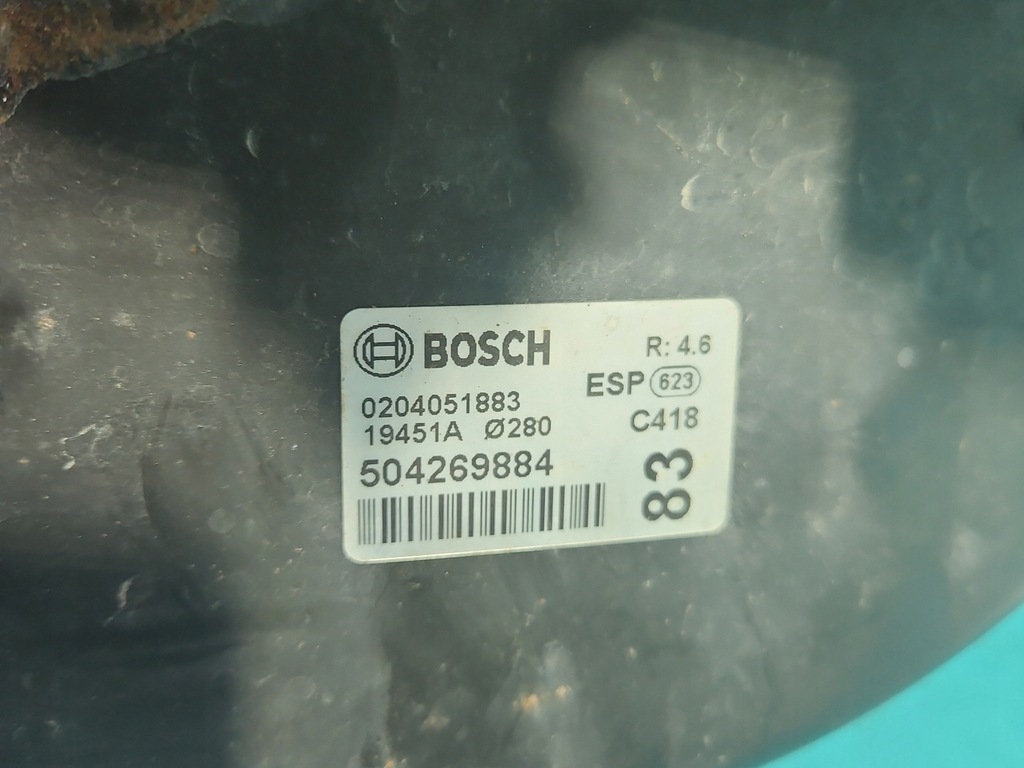 BOSCH
R: 4.6
ESP 623
0204051883
C418
19451A Ø280
504269884
83